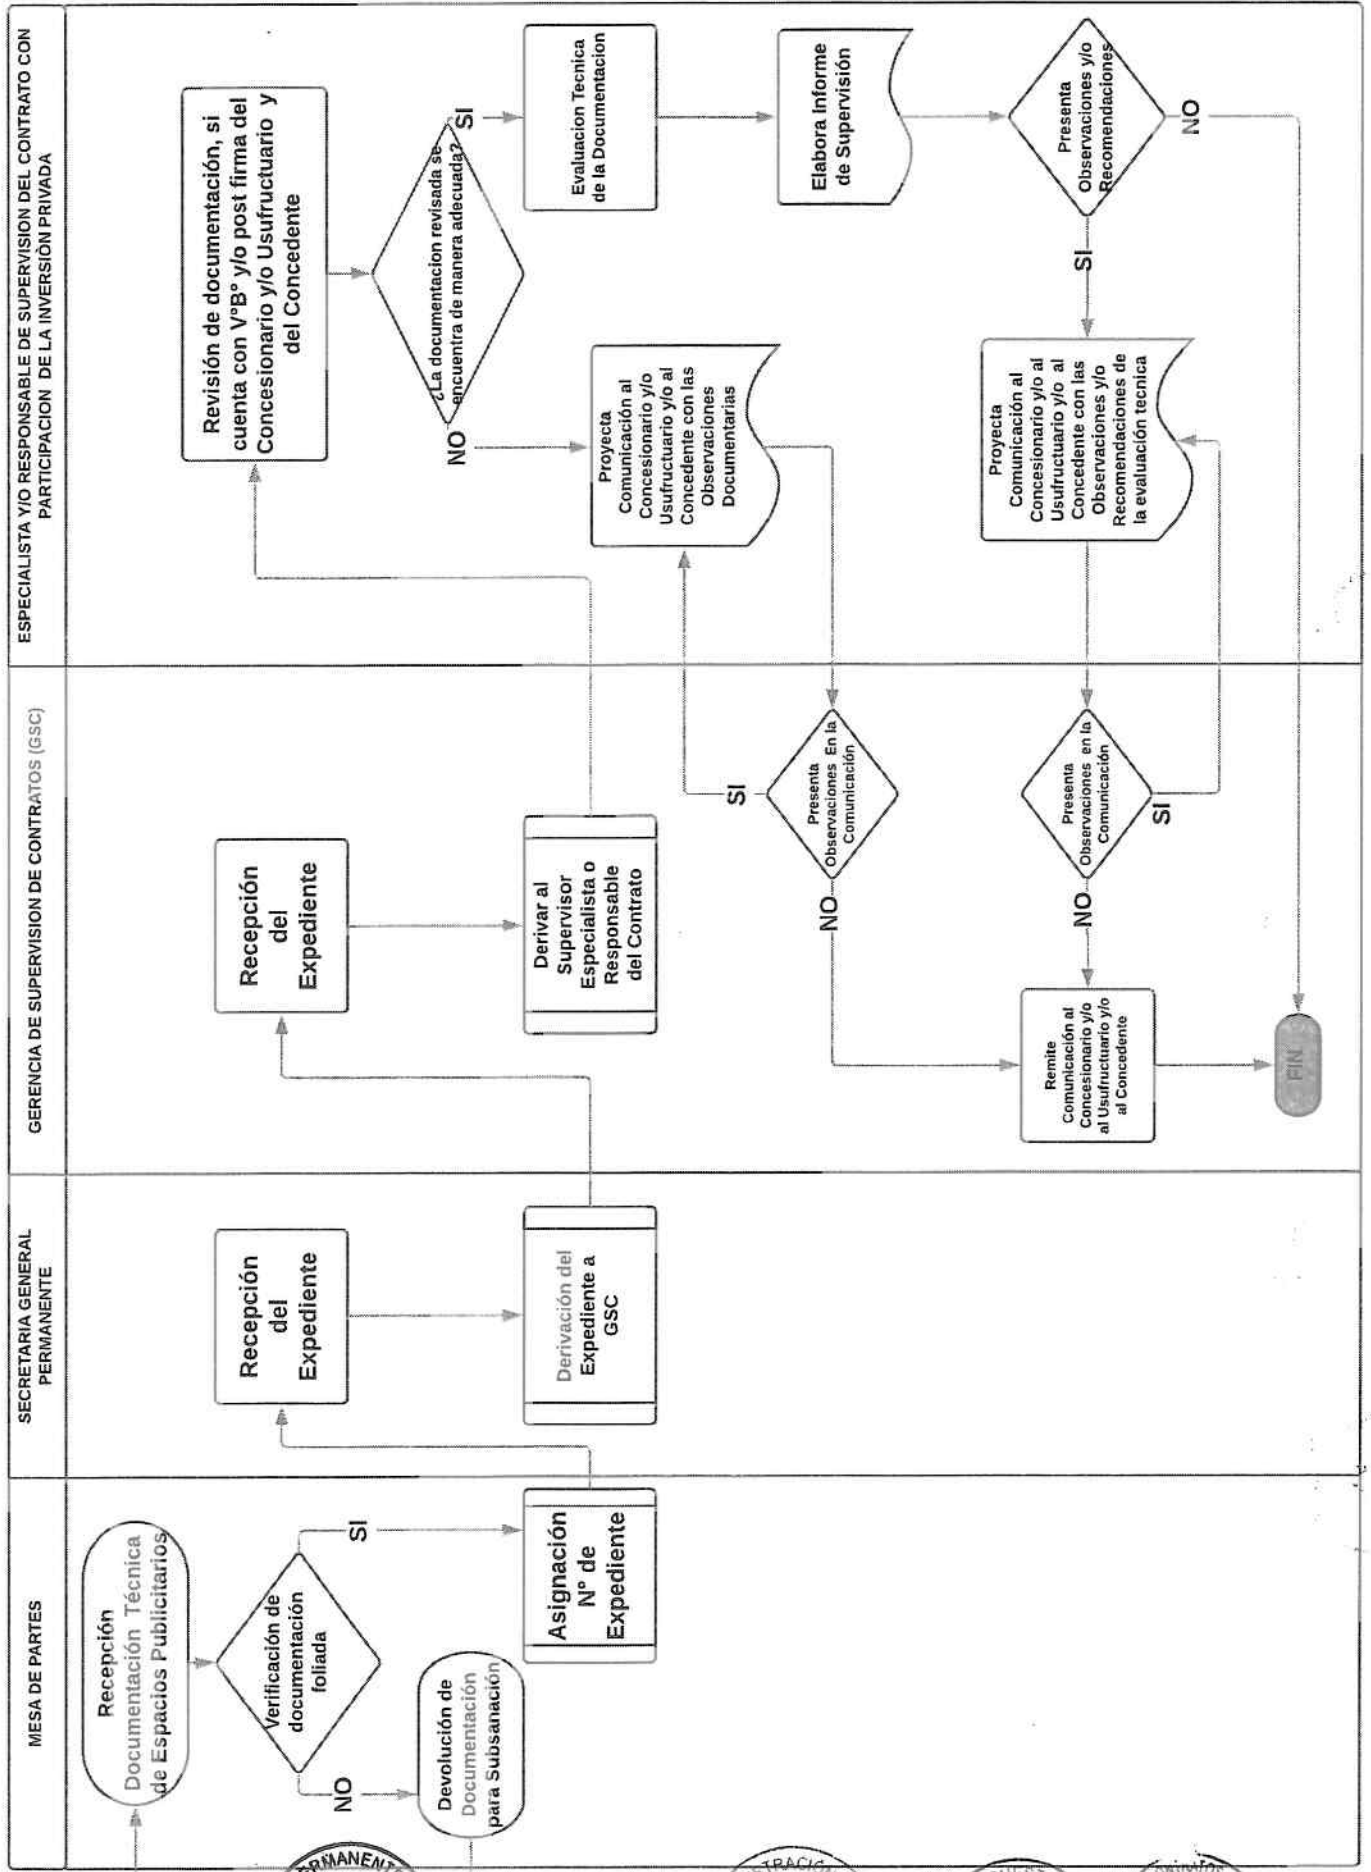 MESA DE PARTES
SECRETARIA GENERAL
PERMANENTE
GERENCIA DE SUPERVISION DE CONTRATOS (GSC)
ESPECIALISTA Y/O RESPONSABLE DE SUPERVISION DEL CONTRATO CON
PARTICIPACION DE LA INVERSIÒN PRIVADA
Recepción
Documentación Técnica
de Espacios Publicitarios
Verificación de
documentación
foliada
NO
SI
Devolución de
Documentación
para Subsanación
Asignación
N° de
Expediente
Recepción
del
Expediente
Derivación del
Expediente a
GSC
Recepción
del
Expediente
Derivar al
Supervisor
Especialista o
Responsable
del Contrato
Revisión de documentación, si
cuenta con V°B° y/o post firma del
Concesionario y/o Usufructuario y
del Concedente
¿La documentacion revisada se
encuentra de manera adecuada?
SI
NO
Evaluacion Tecnica
de la Documentacion
Elabora Informe
de Supervisión
Presenta
Observaciones y/o
Recomendaciones
NO
SI
Proyecta
Comunicación al
Concesionario y/o
Usufructuario y/o al
Concedente con las
Observaciones
Documentarias
Proyecta
Comunicación al
Concesionario y/o al
Usufructuario y/o al
Concedente con las
Observaciones y/o
Recomendaciones de
la evaluación tecnica
Presenta
Observaciones En la
Comunicación
SI
NO
Presenta
Observaciones en la
Comunicación
SI
NO
Remite
Comunicación al
Concesionario y/o
al Usufructuario y/o
al Concedente
FIN